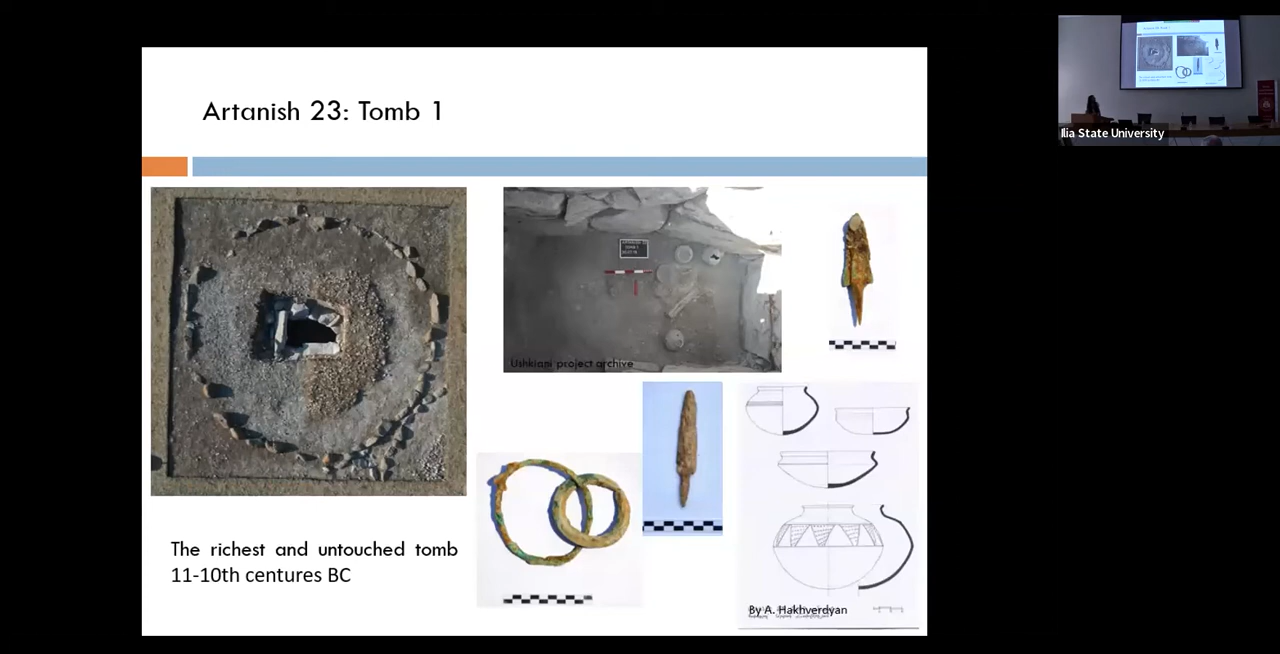 Artanish 23: Tomb 1
Ushkiani project archive
The richest and untouched tomb
11-10th centures BC
By A. Hakhverdyan
Ilia State University